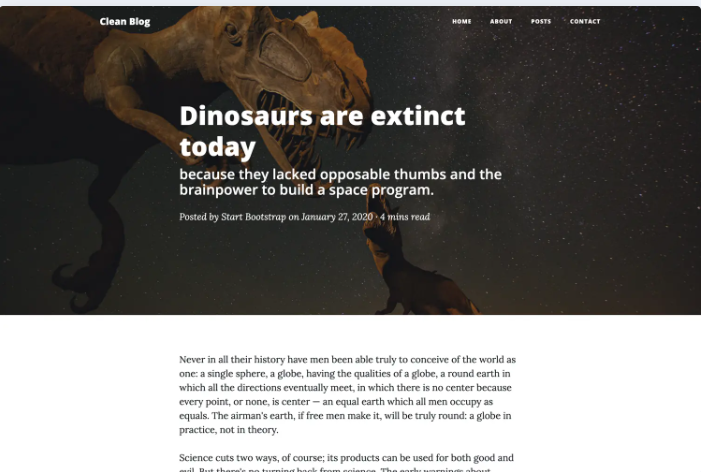 Clean Blog
HOME ABOUT POSTS CONTACT
Dinosaurs are extinct
today
because they lacked opposable thumbs and the
brainpower to build a space program.
Posted by Start Bootstrap on January 27, 2020 · 4 mins read
Never in all their history have men been able truly to conceive of the world as
one: a single sphere, a globe, having the qualities of a globe, a round earth in
which all the directions eventually meet, in which there is no center because
every point, or none, is center — an equal earth which all men occupy as
equals. The airman's earth, if free men make it, will be truly round: a globe in
practice, not in theory.
Science cuts two ways, of course; its products can be used for both good and
evil. But there's no turning back from science. The early warnings about